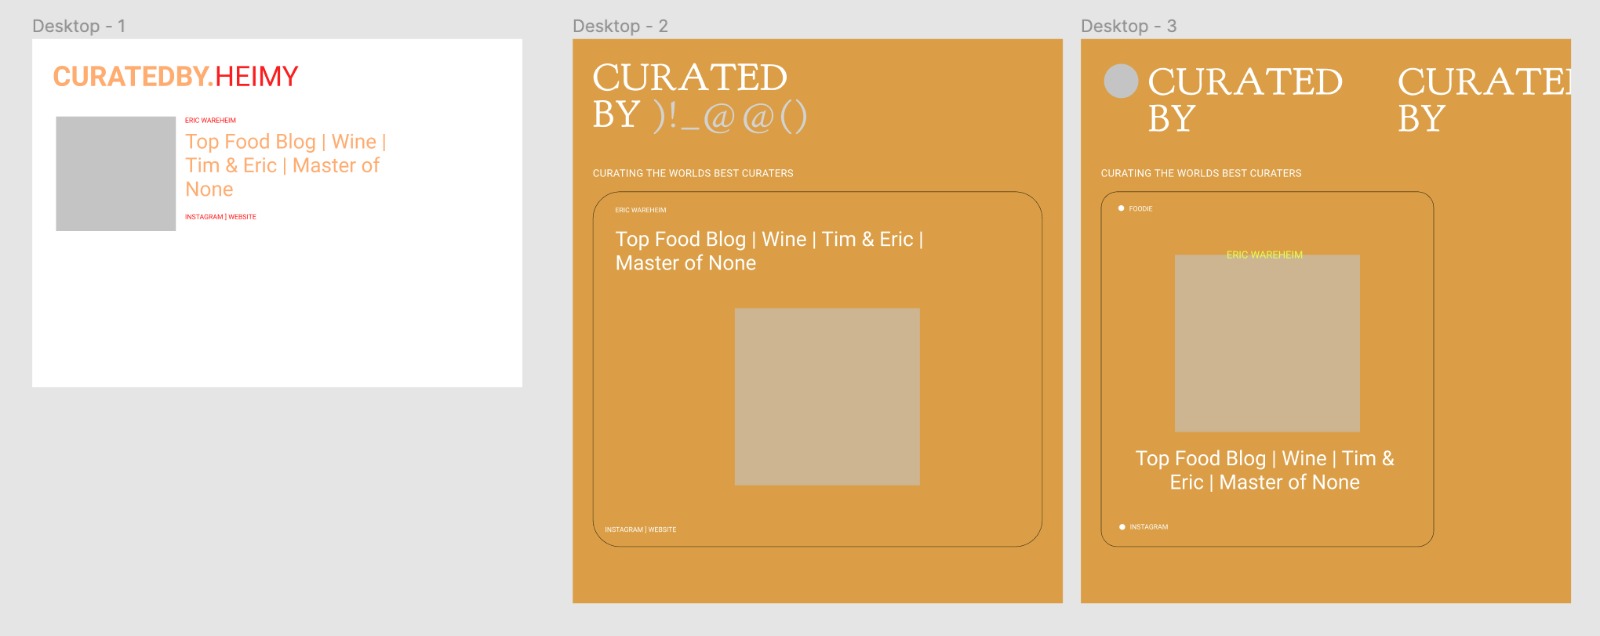 Desktop - 1
CURATEDBY.HEIMY
ERIC WAREHEIM
Top Food Blog | Wine |
Tim & Eric | Master of
None
INSTAGRAM | WEBSITE
Desktop - 2
CURATED
BY )!_@@()
CURATING THE WORLDS BEST CURATERS
ERIC WAREHEIM
Top Food Blog | Wine | Tim & Eric |
Master of None
INSTAGRAM | WEBSITE
Desktop - 3
CURATED
BY
CURATE
BY
CURATING THE WORLDS BEST CURATERS
FOODIE
ERIC WAREHEIM
Top Food Blog | Wine | Tim &
Eric | Master of None
INSTAGRAM